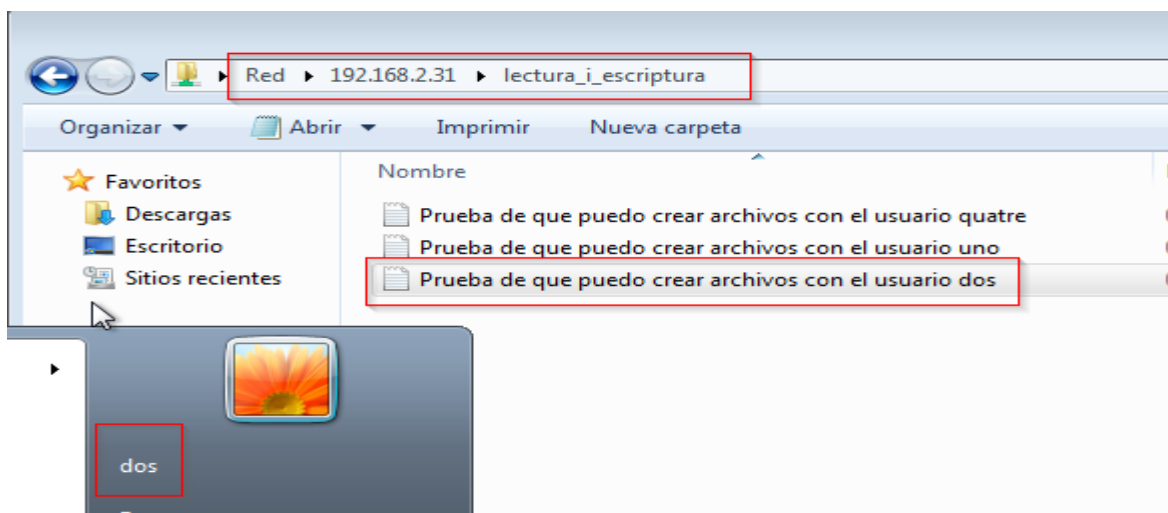 Red ▸ 192.168.2.31 ▸ lectura_i_escriptura
Organizar Abrir Imprimir Nueva carpeta
Favoritos
Descargas
Escritorio
Sitios recientes
Nombre
Prueba de que puedo crear archivos con el usuario quatre
Prueba de que puedo crear archivos con el usuario uno
Prueba de que puedo crear archivos con el usuario dos
dos